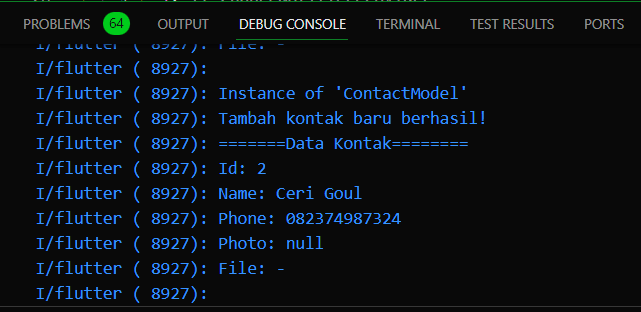 PROBLEMS 64 OUTPUT DEBUG CONSOLE TERMINAL TEST RESULTS PORTS
I/flutter ( 8927): File: -
I/flutter ( 8927):
I/flutter ( 8927): Instance of 'ContactModel'
I/flutter ( 8927): Tambah kontak baru berhasil!
I/flutter ( 8927): =======Data Kontak========
I/flutter ( 8927): Id: 2
I/flutter ( 8927): Name: Ceri Goul
I/flutter ( 8927): Phone: 082374987324
I/flutter ( 8927): Photo: null
I/flutter ( 8927): File: -
I/flutter ( 8927):